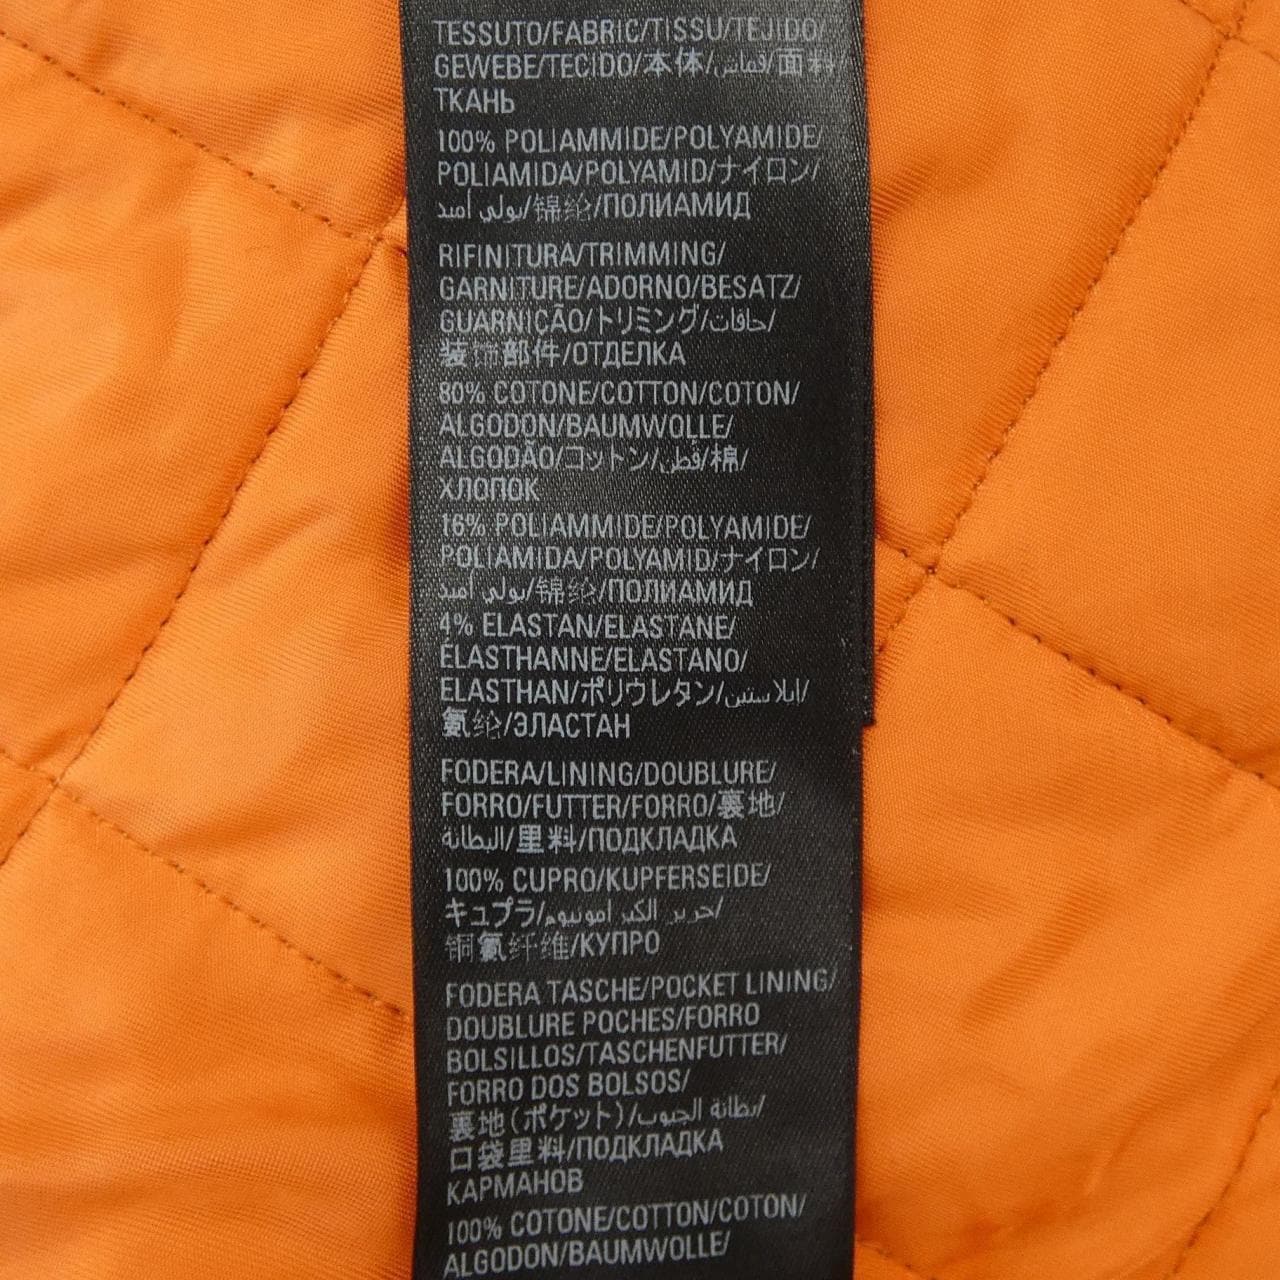 TESSUTO/FABRIC/TISSU/TEJIDO/
GEWEBE/TECIDO/本体/قماش/面料
ТКАНЬ
100% POLIAMMIDE/POLYAMIDE/
POLIAMIDA/POLYAMID/ナイロン/
بولي أميد/锦纶/ПОЛИАМИД
RIFINITURA/TRIMMING/
GARNITURE/ADORNO/BESATZ/
GUARNIÇÃO/トリミング/حافات/
装饰部件/ОТДЕЛКА
80% COTONE/COTTON/COTON/
ALGODON/BAUMWOLLE/
ALGODÃO/コットン/قطن/棉/
ХЛОПОК
16% POLIAMMIDE/POLYAMIDE/
POLIAMIDA/POLYAMID/ナイロン/
بولي أميد/锦纶/ПОЛИАМИД
4% ELASTAN/ELASTANE/
ELASTHANNE/ELASTANO/
ELASTHAN/ポリウレタン/إيلاستين/
氨纶/ЭЛАСТАН
FODERA/LINING/DOUBLURE/
FORRO/FUTTER/FORRO/裏地/
البطانة/里料/ПОДКЛАДКА
100% CUPRO/KUPFERSEIDE/
キュプラ/حرير الكبر امونيوم/
铜氨纤维/КУПРО
FODERA TASCHE/POCKET LINING/
DOUBLURE POCHES/FORRO
BOLSILLOS/TASCHENFUTTER/
FORRO DOS BOLSOS/
裏地(ポケット)/بطانة الجيوب/
口袋里料/ПОДКЛАДКА
КАРМАНОВ
100% COTONE/COTTON/COTON/
ALGODON/BAUMWOLLE/